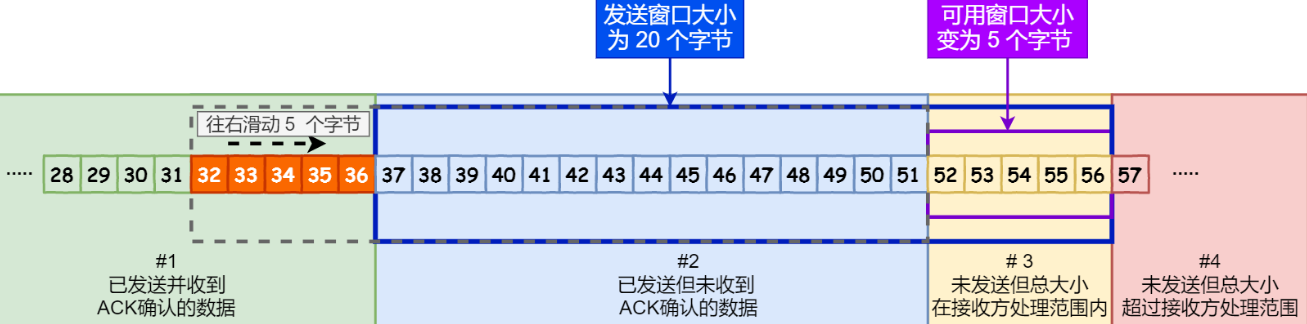 发送窗口大小
为 20 个字节
可用窗口大小
变为 5 个字节
往右滑动 5 个字节
..... 28 29 30 31 32 33 34 35 36 37 38 39 40 41 42 43 44 45 46 47 48 49 50 51 52 53 54 55 56 57 .....
#1
已发送并收到
ACK确认的数据
#2
已发送但未收到
ACK确认的数据
# 3
未发送但总大小
在接收方处理范围内
#4
未发送但总大小
超过接收方处理范围